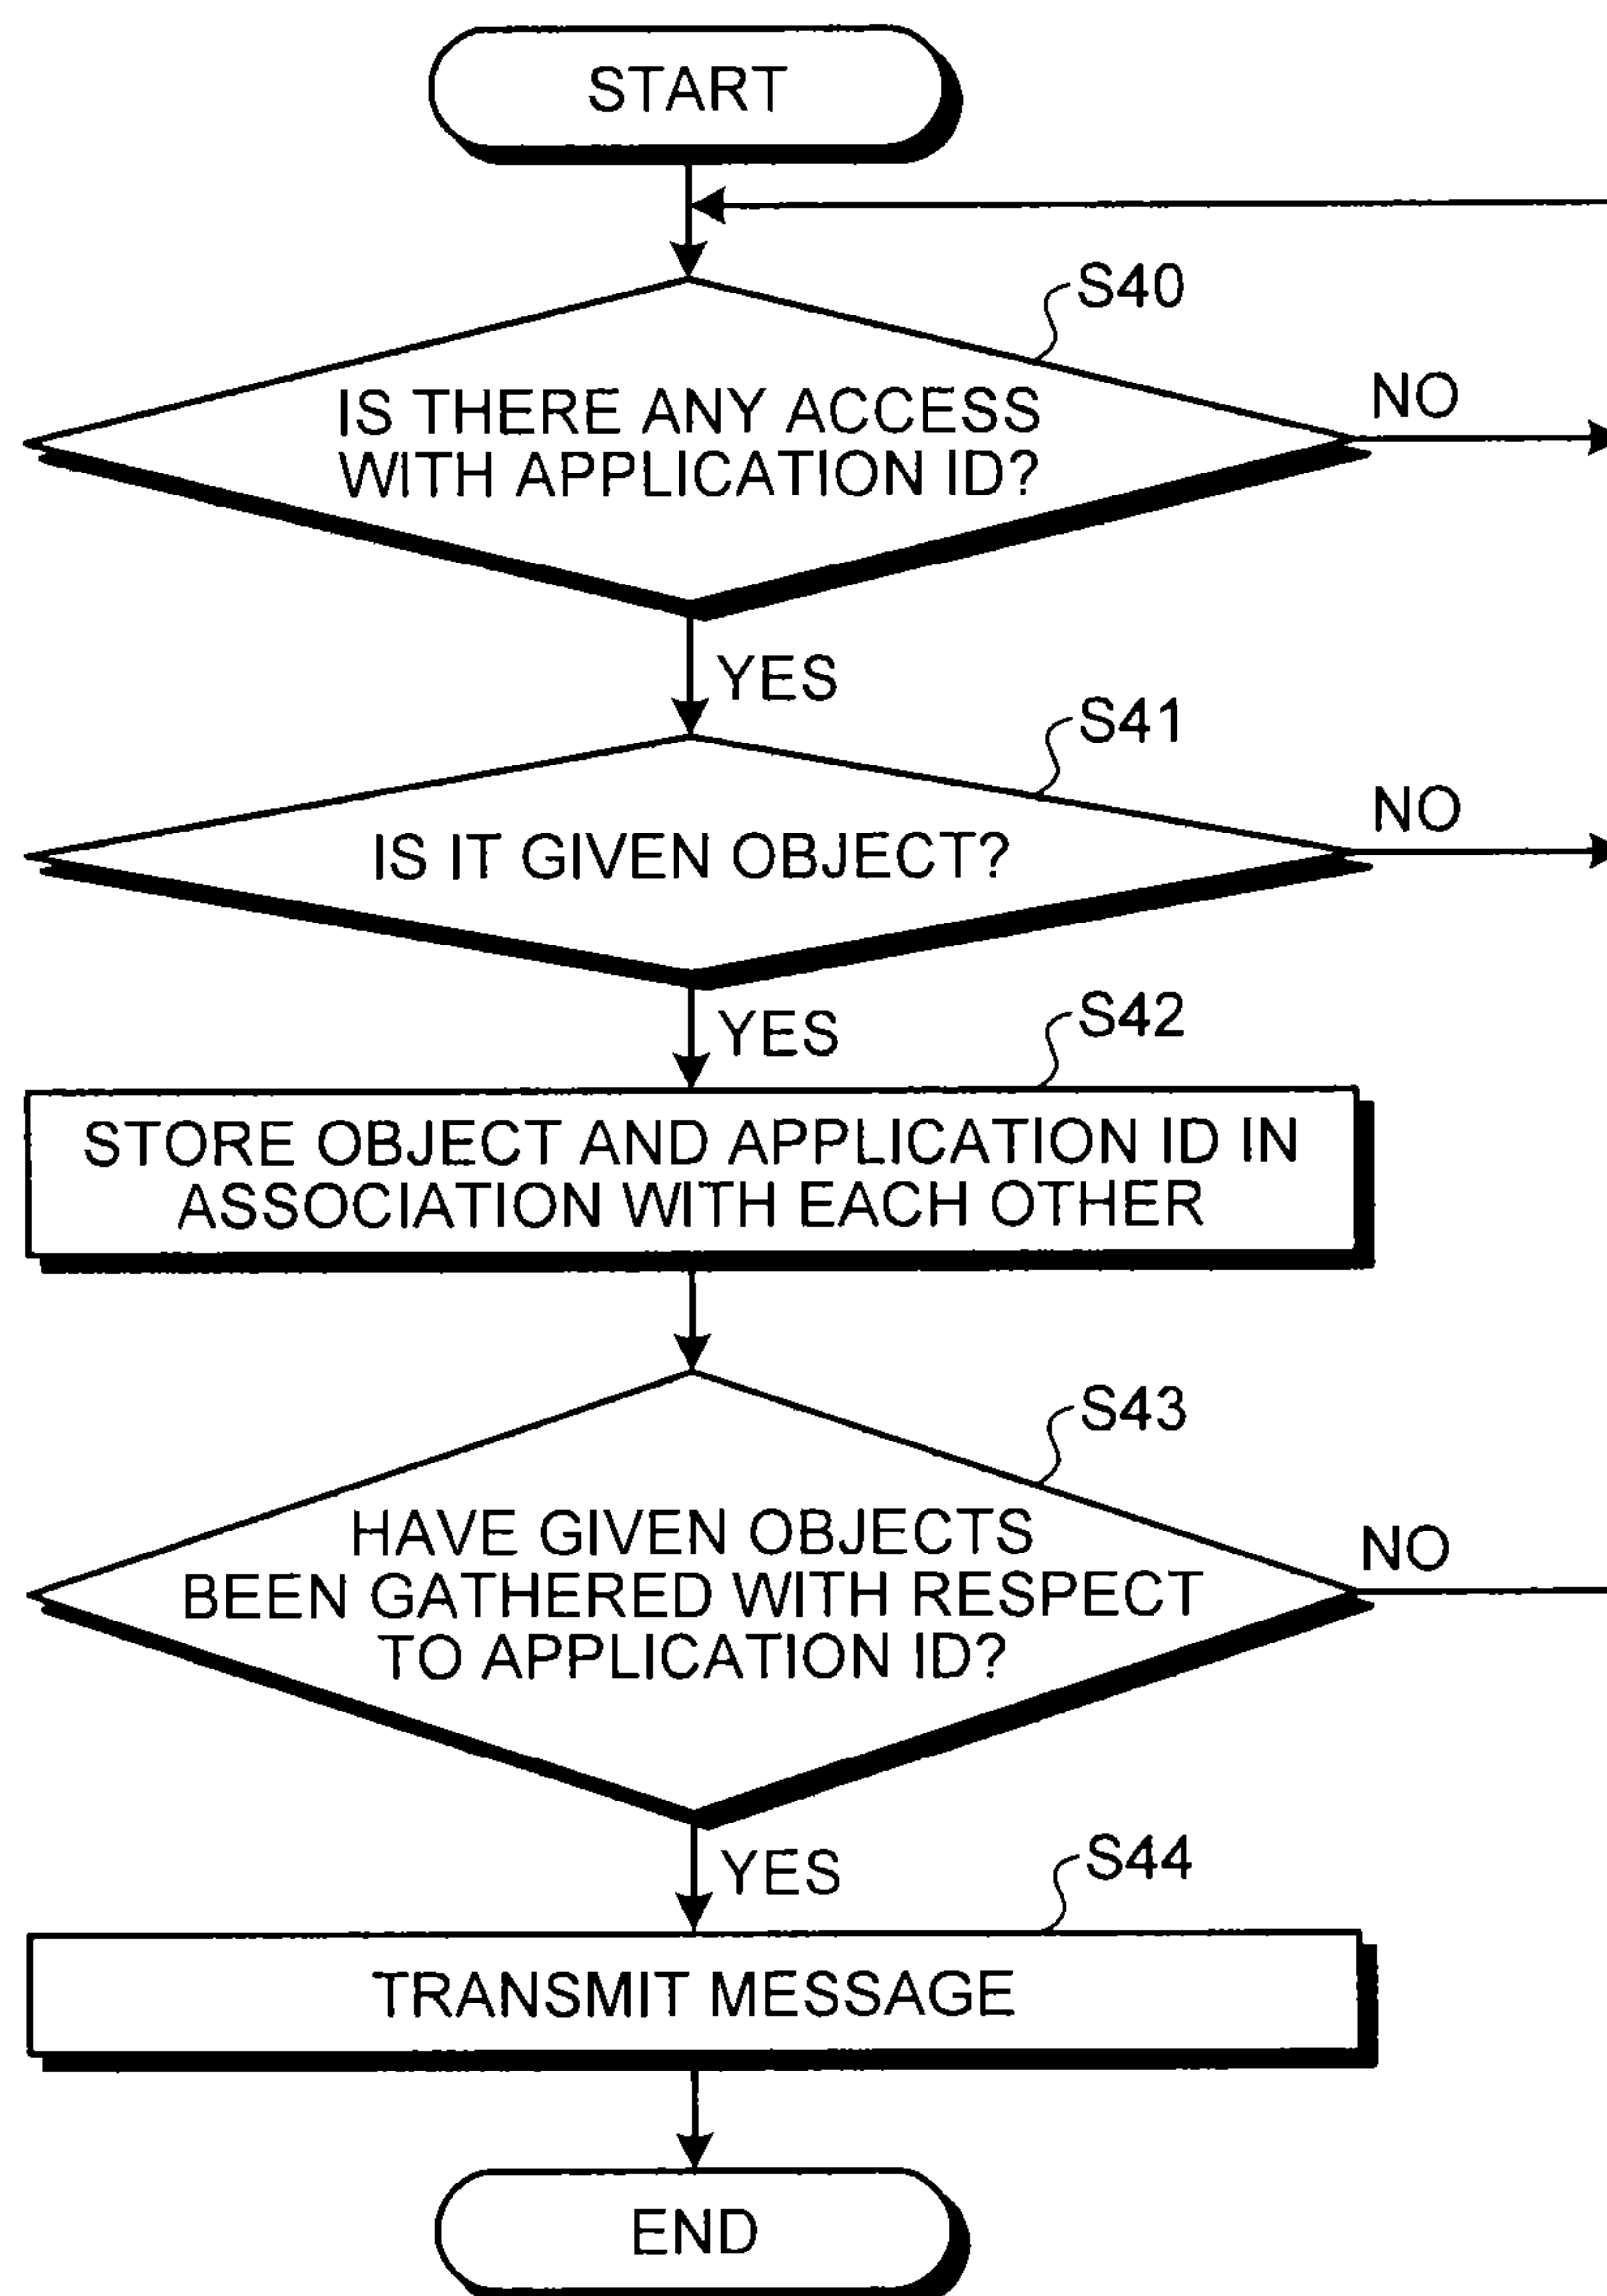 START
S40
IS THERE ANY ACCESS
WITH APPLICATION ID?
NO
YES
S41
IS IT GIVEN OBJECT?
NO
YES
S42
STORE OBJECT AND APPLICATION ID IN
ASSOCIATION WITH EACH OTHER
S43
HAVE GIVEN OBJECTS
BEEN GATHERED WITH RESPECT
TO APPLICATION ID?
NO
YES
S44
TRANSMIT MESSAGE
END